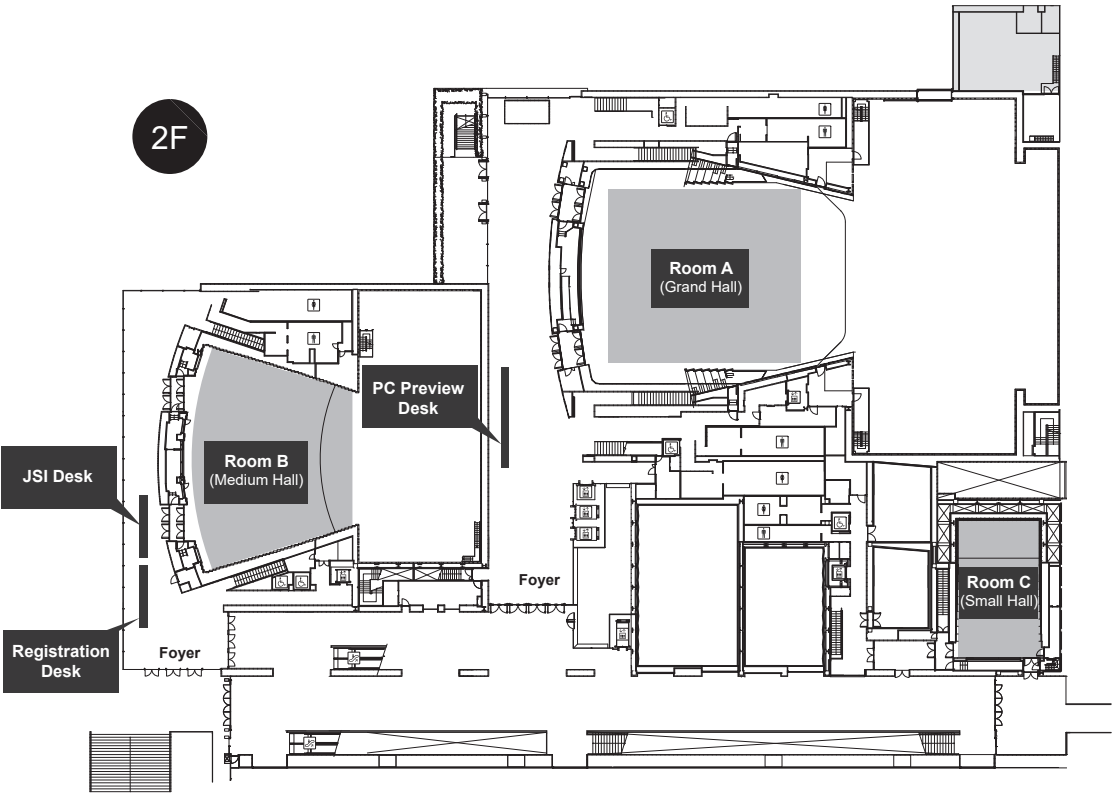 2F
Room A
(Grand Hall)
PC Preview
Desk
Room B
(Medium Hall)
JSI Desk
Foyer
Room C
(Small Hall)
Registration
Desk
Foyer